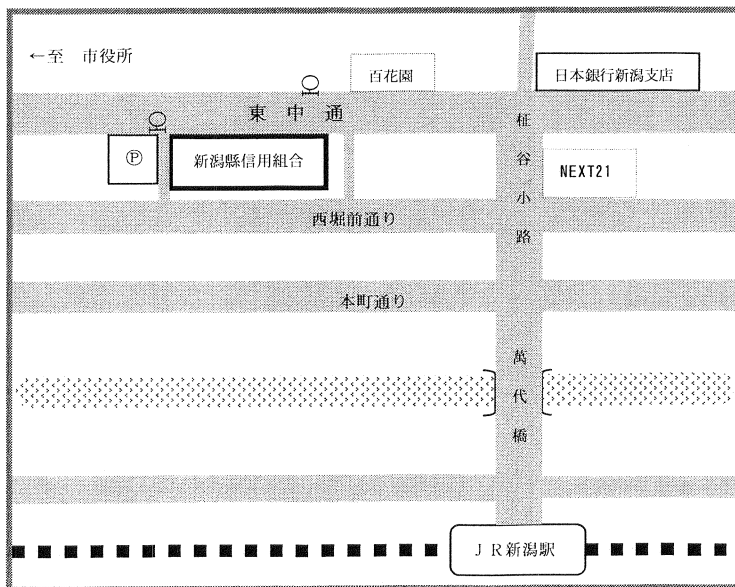 ←至　市役所
百花園
日本銀行新潟支店
東中通
Ⓟ
新潟縣信用組合
柾谷小路
NEXT21
西堀前通り
本町通り
萬代橋
ＪＲ新潟駅